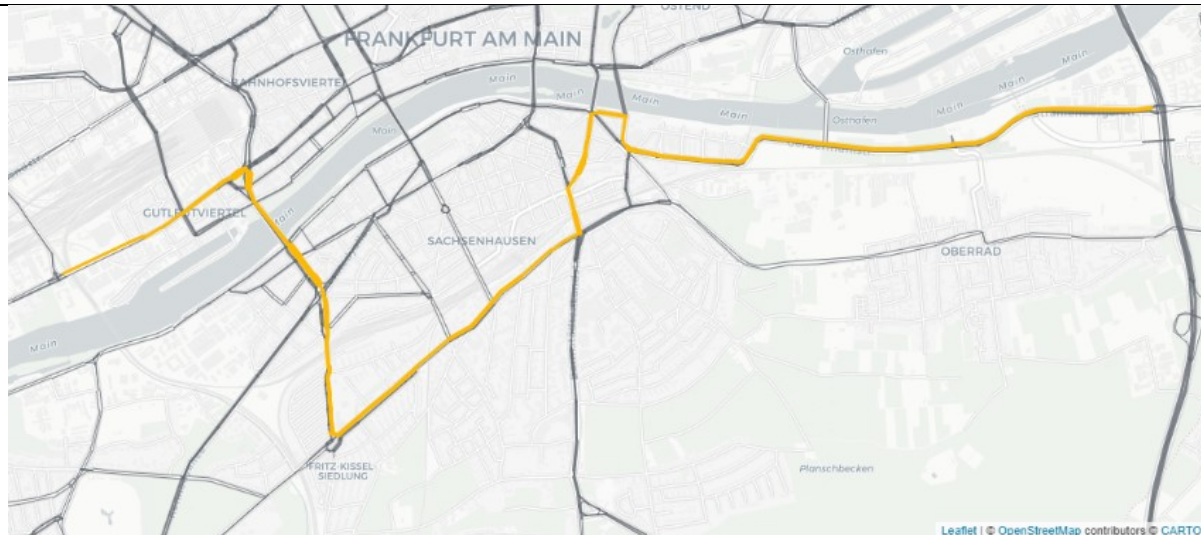 OSTEND
FRANKFURT AM MAIN
Osthafen
BAHNHOFSVIERTEL
Main
Main
Main
Main
Main
Main
Main
Osthafen
GUTLEUTVIERTEL
Main
SACHSENHAUSEN
OBERRAD
Main
FRITZ-KISSEL-
SIEDLUNG
Planschbecken
Leaflet | © OpenStreetMap contributors © CARTO